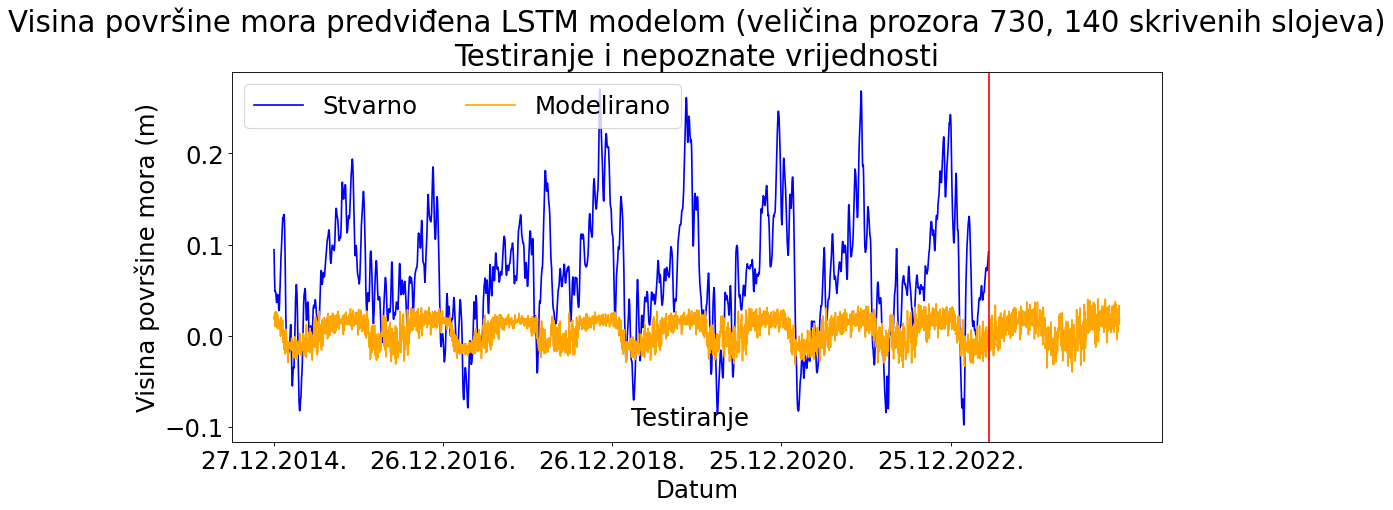 Visina površine mora predviđena LSTM modelom (veličina prozora 730, 140 skrivenih slojeva)
Testiranje i nepoznate vrijednosti
Stvarno
Modelirano
Visina površine mora (m)
0.2
0.1
0.0
−0.1
Testiranje
27.12.2014.
26.12.2016.
26.12.2018.
25.12.2020.
25.12.2022.
Datum